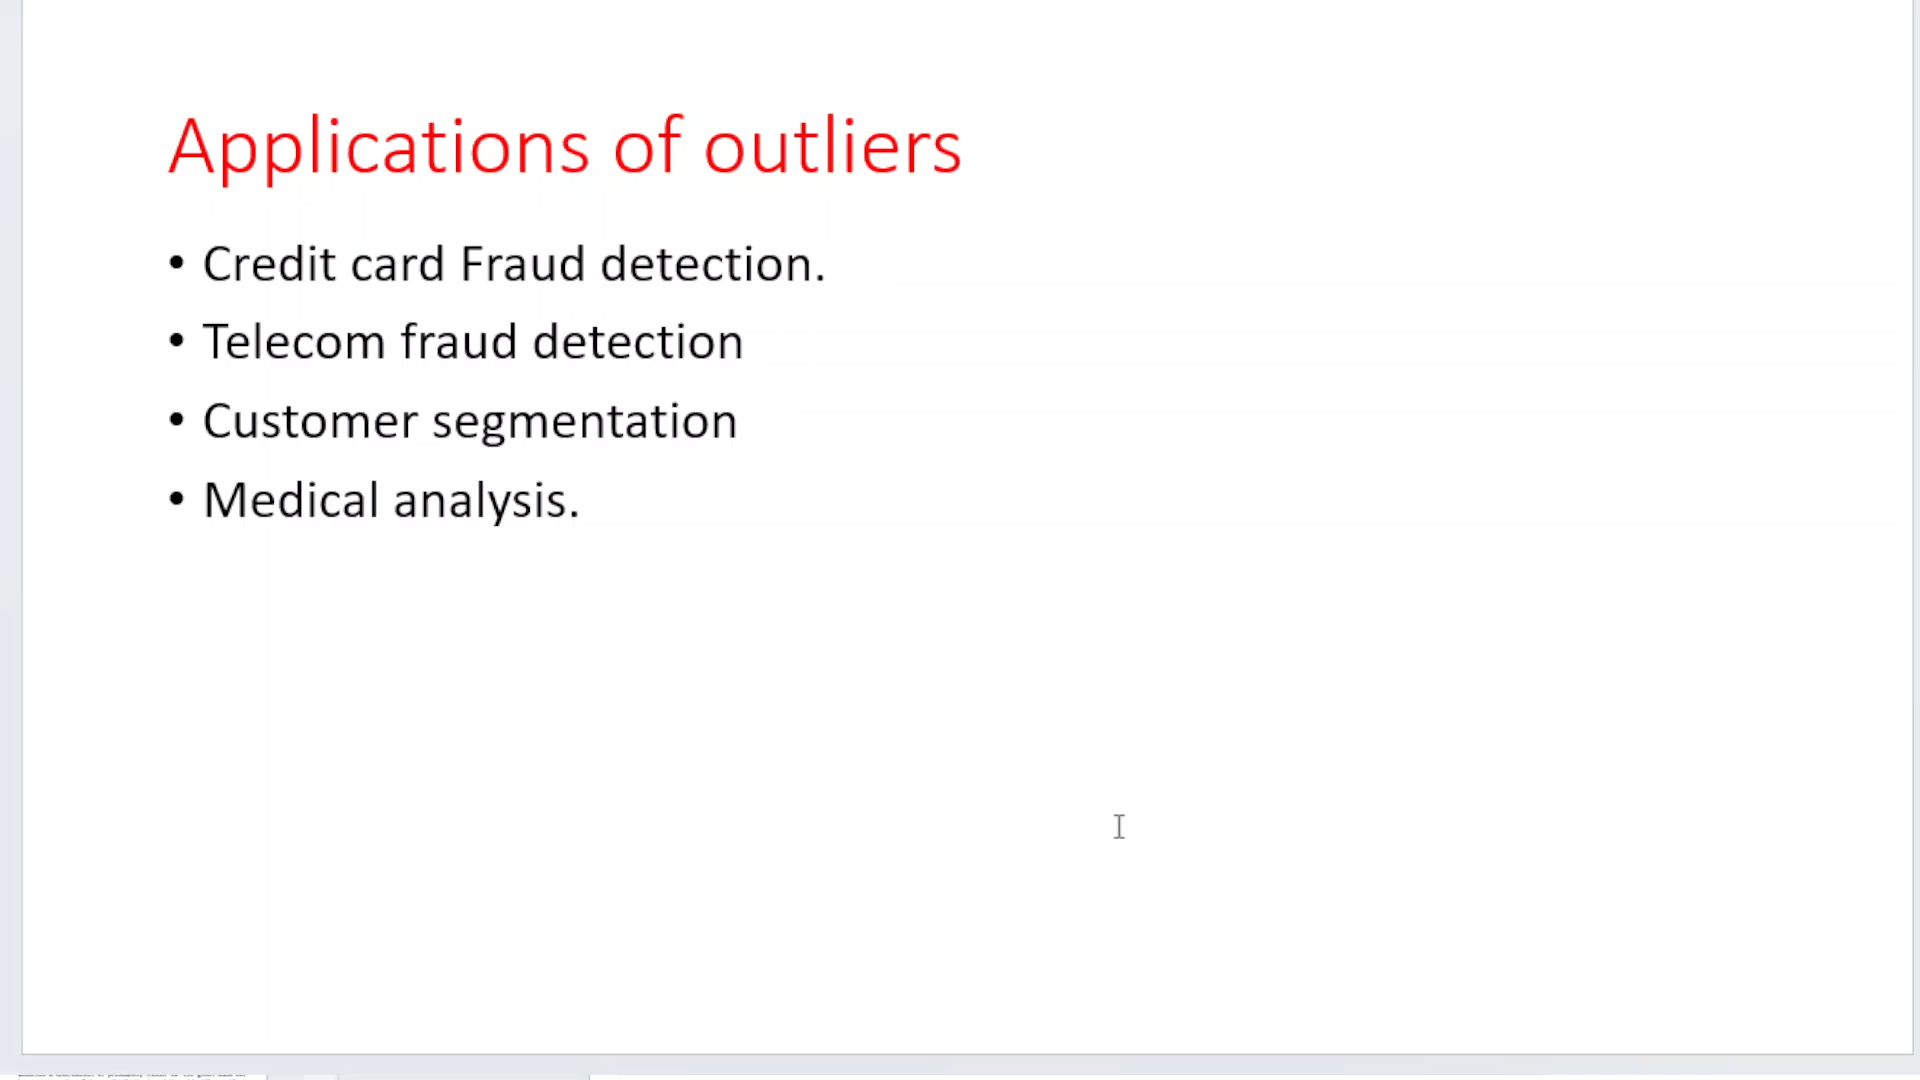 Applications of outliers
• Credit card Fraud detection.
• Telecom fraud detection
• Customer segmentation
• Medical analysis.